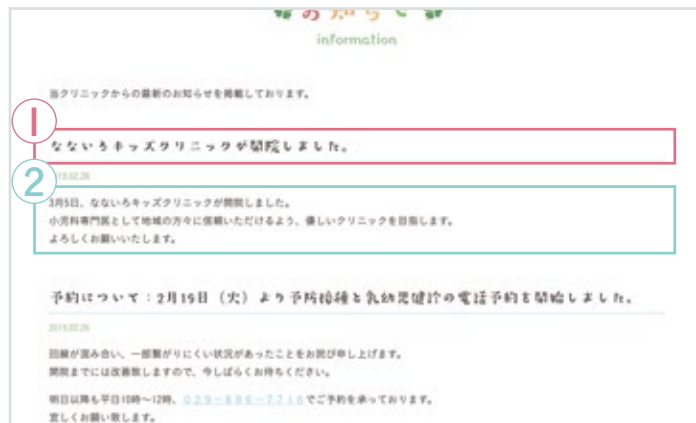 お知らせ
information
当クリニックからの最新のお知らせを掲載しております。
1
なないろキッズクリニックが開院しました。
2
2019.02.28
3月5日、なないろキッズクリニックが開院しました。
小児科専門医として地域の方々に信頼いただけるよう、優しいクリニックを目指します。
よろしくお願いいたします。
予約について：2月19日（火）より予防接種と乳幼児健診の電話予約を開始しました。
2019.02.26
回線が混み合い、一部繋がりにくい状況があったことをお詫び申し上げます。
開院までには改善致しますので、今しばらくお待ちください。
明日以降も平日10時～12時、029-886-7716でご予約を承っております。
宜しくお願い致します。